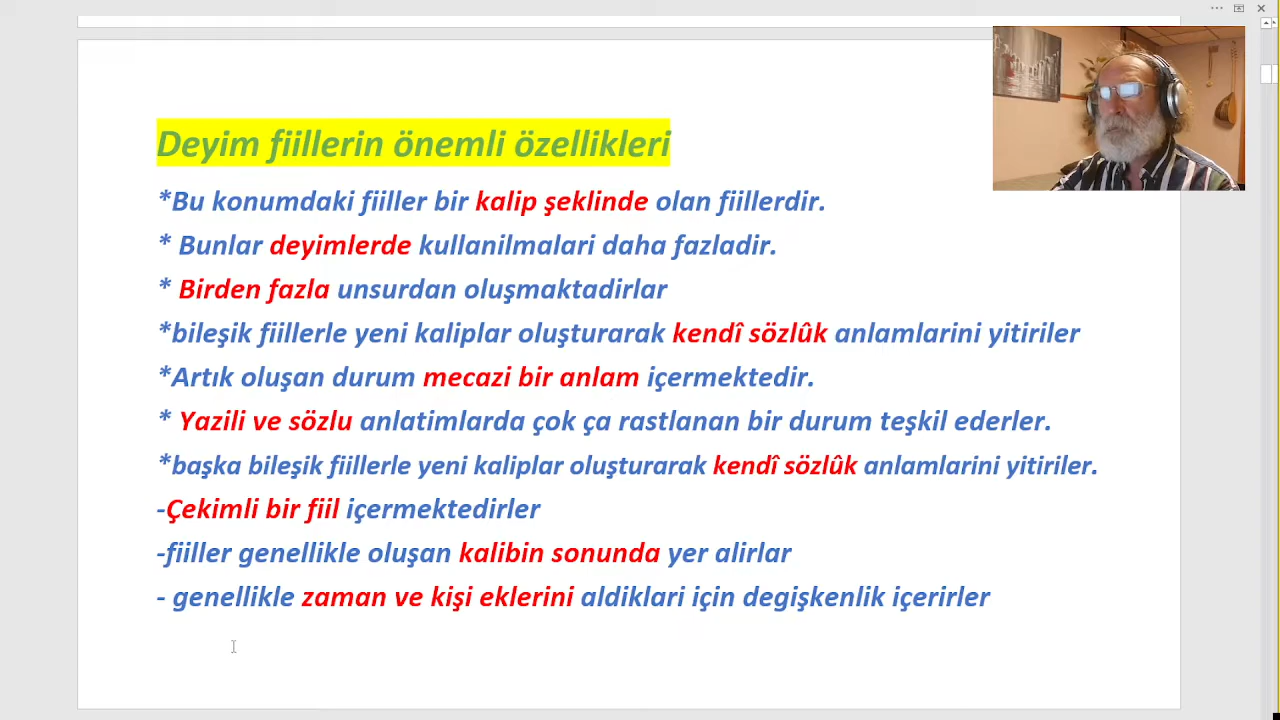 Deyim fiillerin önemli özellikleri
*Bu konumdaki fiiller bir kalip şeklinde olan fiillerdir.
* Bunlar deyimlerde kullanilmalari daha fazladir.
* Birden fazla unsurdan oluşmaktadirlar
*bileşik fiillerle yeni kaliplar oluşturarak kendî sözlûk anlamlarini yitiriler
*Artık oluşan durum mecazi bir anlam içermektedir.
* Yazili ve sözlu anlatimlarda çok ça rastlanan bir durum teşkil ederler.
*başka bileşik fiillerle yeni kaliplar oluşturarak kendî sözlûk anlamlarini yitiriler.
-Çekimli bir fiil içermektedirler
-fiiller genellikle oluşan kalibin sonunda yer alirlar
- genellikle zaman ve kişi eklerini aldiklari için degişkenlik içerirler